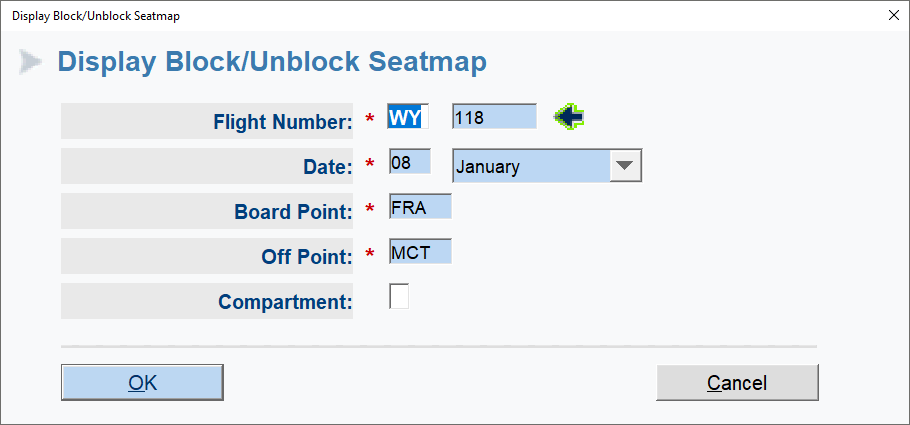 Display Block/Unblock Seatmap
Display Block/Unblock Seatmap
Flight Number: * WY 118
Date: * 08 January
Board Point: * FRA
Off Point: * MCT
Compartment:
OK Cancel